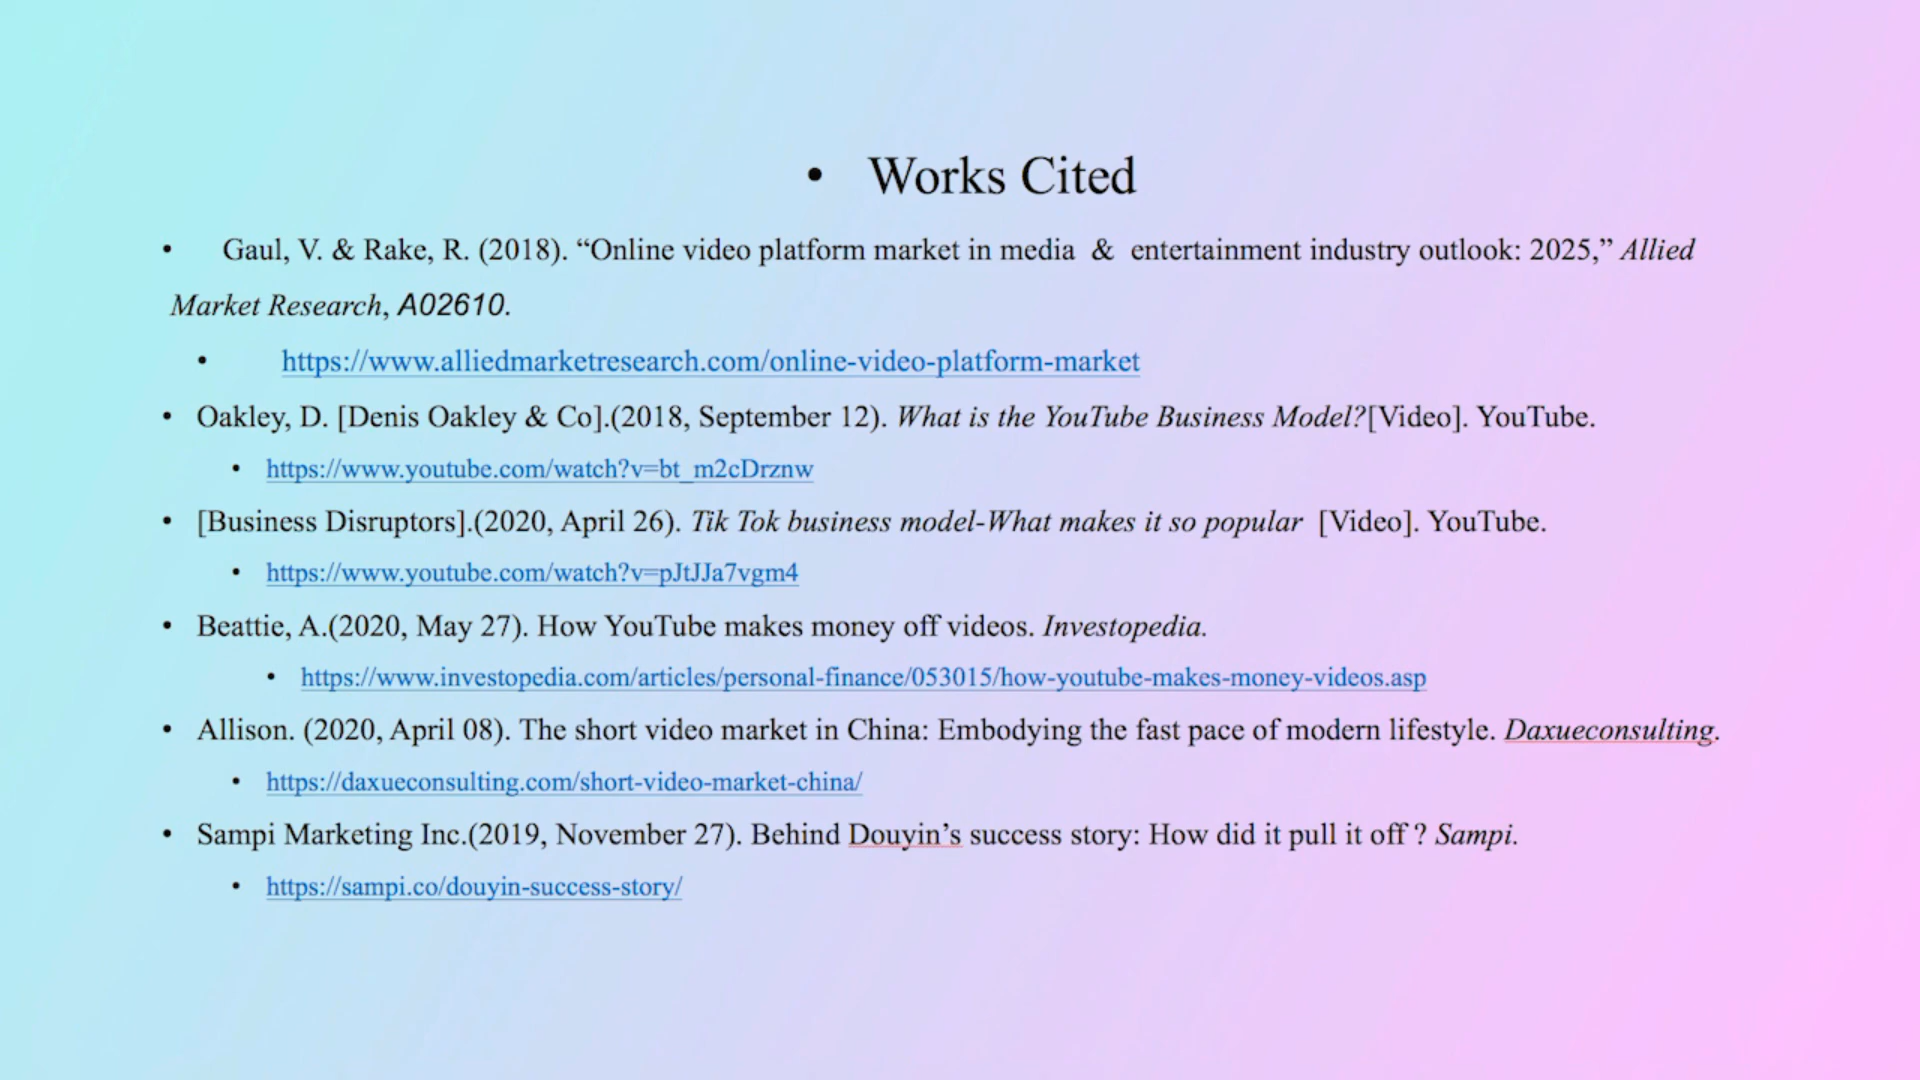 • Works Cited
• Gaul, V. & Rake, R. (2018). “Online video platform market in media & entertainment industry outlook: 2025,” Allied
Market Research, A02610.
• https://www.alliedmarketresearch.com/online-video-platform-market
• Oakley, D. [Denis Oakley & Co].(2018, September 12). What is the YouTube Business Model?[Video]. YouTube.
• https://www.youtube.com/watch?v=bt_m2cDrznw
• [Business Disruptors].(2020, April 26). Tik Tok business model-What makes it so popular [Video]. YouTube.
• https://www.youtube.com/watch?v=pJtJJa7vgm4
• Beattie, A.(2020, May 27). How YouTube makes money off videos. Investopedia.
• https://www.investopedia.com/articles/personal-finance/053015/how-youtube-makes-money-videos.asp
• Allison. (2020, April 08). The short video market in China: Embodying the fast pace of modern lifestyle. Daxueconsulting.
• https://daxueconsulting.com/short-video-market-china/
• Sampi Marketing Inc.(2019, November 27). Behind Douyin’s success story: How did it pull it off ? Sampi.
• https://sampi.co/douyin-success-story/